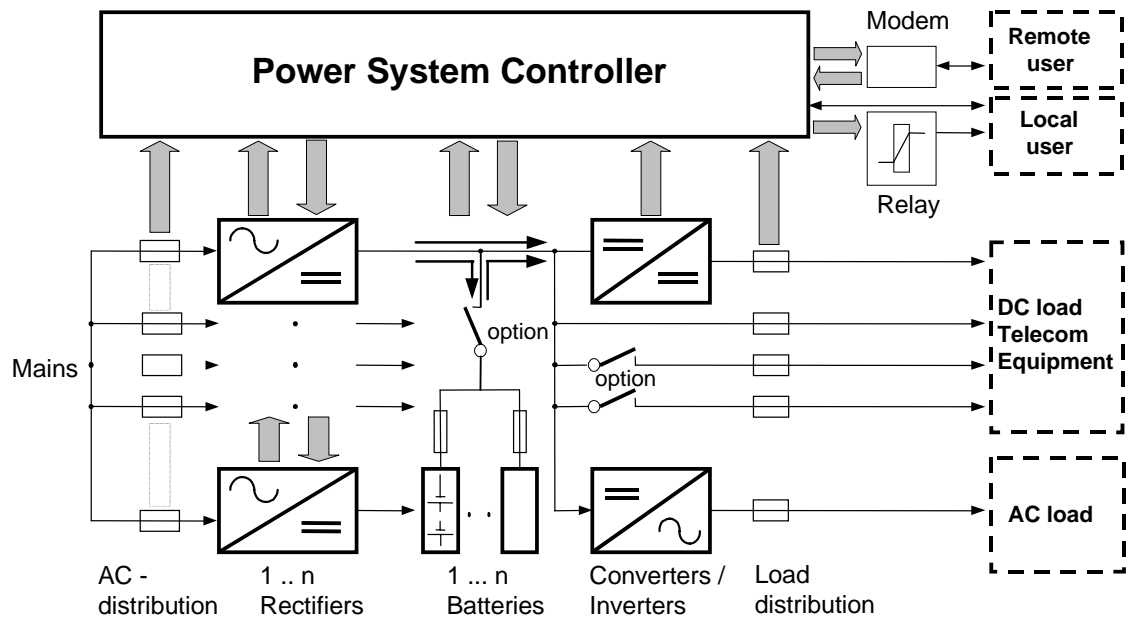 Power System Controller
Modem
Remote
user
Local
user
Relay
option
option
Mains
DC load
Telecom
Equipment
AC load
AC -
distribution
1 .. n
Rectifiers
1 ... n
Batteries
Converters /
Inverters
Load
distribution